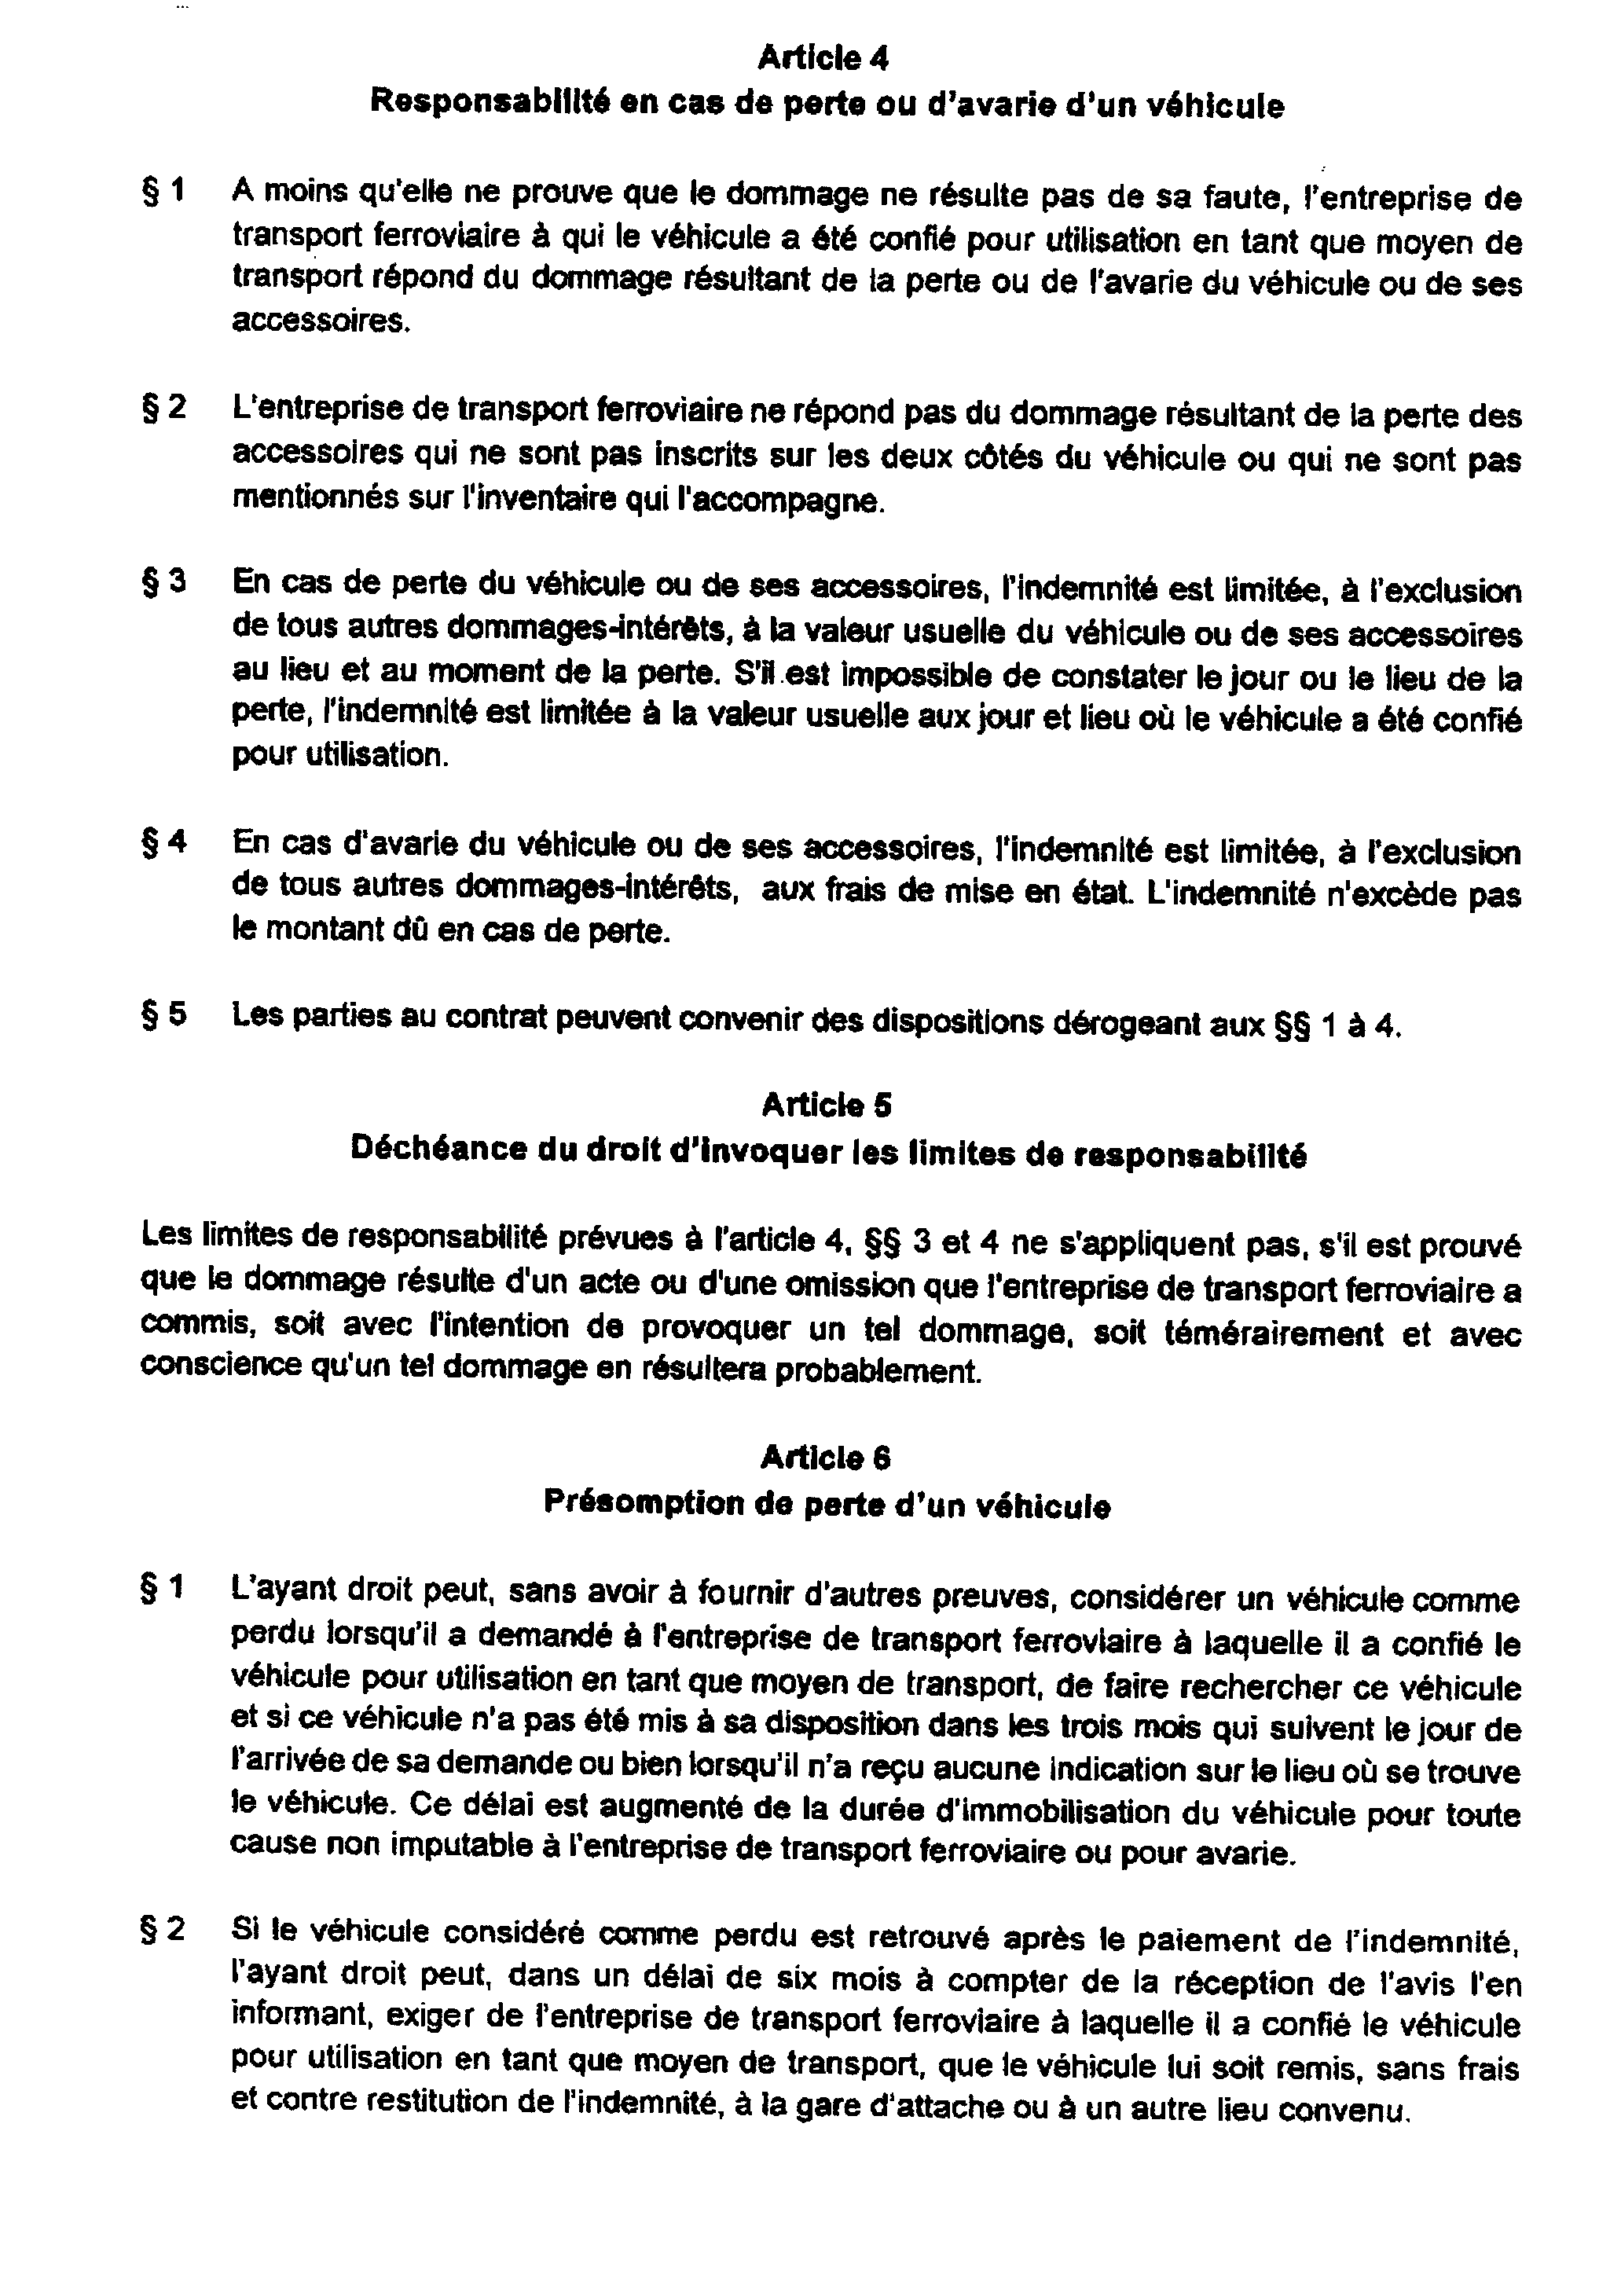 Article 4
Responsabilité en cas de perte ou d'avarie d'un véhicule
§ 1 A moins qu'elle ne prouve que le dommage ne résulte pas de sa faute, l'entreprise de
transport ferroviaire à qui le véhicule a été confié pour utilisation en tant que moyen de
transport répond du dommage résultant de la perte ou de l'avarie du véhicule ou de ses
accessoires.
§ 2 L'entreprise de transport ferroviaire ne répond pas du dommage résultant de la perte des
accessoires qui ne sont pas inscrits sur les deux côtés du véhicule ou qui ne sont pas
mentionnés sur l'inventaire qui l'accompagne.
§ 3 En cas de perte du véhicule ou de ses accessoires, l'indemnité est limitée, à l'exclusion
de tous autres dommages-intérêts, à la valeur usuelle du véhicule ou de ses accessoires
au lieu et au moment de la perte. S'il est impossible de constater le jour ou le lieu de la
perte, l'indemnité est limitée à la valeur usuelle aux jour et lieu où le véhicule a été confié
pour utilisation.
§ 4 En cas d'avarie du véhicule ou de ses accessoires, l'indemnité est limitée, à l'exclusion
de tous autres dommages-intérêts, aux frais de mise en état. L'indemnité n'excède pas
le montant dû en cas de perte.
§ 5 Les parties au contrat peuvent convenir des dispositions dérogeant aux §§ 1 à 4.
Article 5
Déchéance du droit d'invoquer les limites de responsabilité
Les limites de responsabilité prévues à l'article 4, §§ 3 et 4 ne s'appliquent pas, s'il est prouvé
que le dommage résulte d'un acte ou d'une omission que l'entreprise de transport ferroviaire a
commis, soit avec l'intention de provoquer un tel dommage, soit témérairement et avec
conscience qu'un tel dommage en résultera probablement.
Article 6
Présomption de perte d'un véhicule
§ 1 L'ayant droit peut, sans avoir à fournir d'autres preuves, considérer un véhicule comme
perdu lorsqu'il a demandé à l'entreprise de transport ferroviaire à laquelle il a confié le
véhicule pour utilisation en tant que moyen de transport, de faire rechercher ce véhicule
et si ce véhicule n'a pas été mis à sa disposition dans les trois mois qui suivent le jour de
l'arrivée de sa demande ou bien lorsqu'il n'a reçu aucune indication sur le lieu où se trouve
le véhicule. Ce délai est augmenté de la durée d'immobilisation du véhicule pour toute
cause non imputable à l'entreprise de transport ferroviaire ou pour avarie.
§ 2 Si le véhicule considéré comme perdu est retrouvé après le paiement de l'indemnité,
l'ayant droit peut, dans un délai de six mois à compter de la réception de l'avis l'en
informant, exiger de l'entreprise de transport ferroviaire à laquelle il a confié le véhicule
pour utilisation en tant que moyen de transport, que le véhicule lui soit remis, sans frais
et contre restitution de l'indemnité, à la gare d'attache ou à un autre lieu convenu.